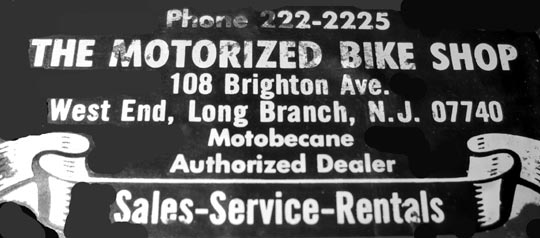 Phone 222-2225
THE MOTORIZED BIKE SHOP
108 Brighton Ave.
West End, Long Branch, N.J. 07740
Motobecane
Authorized Dealer
Sales-Service-Rentals